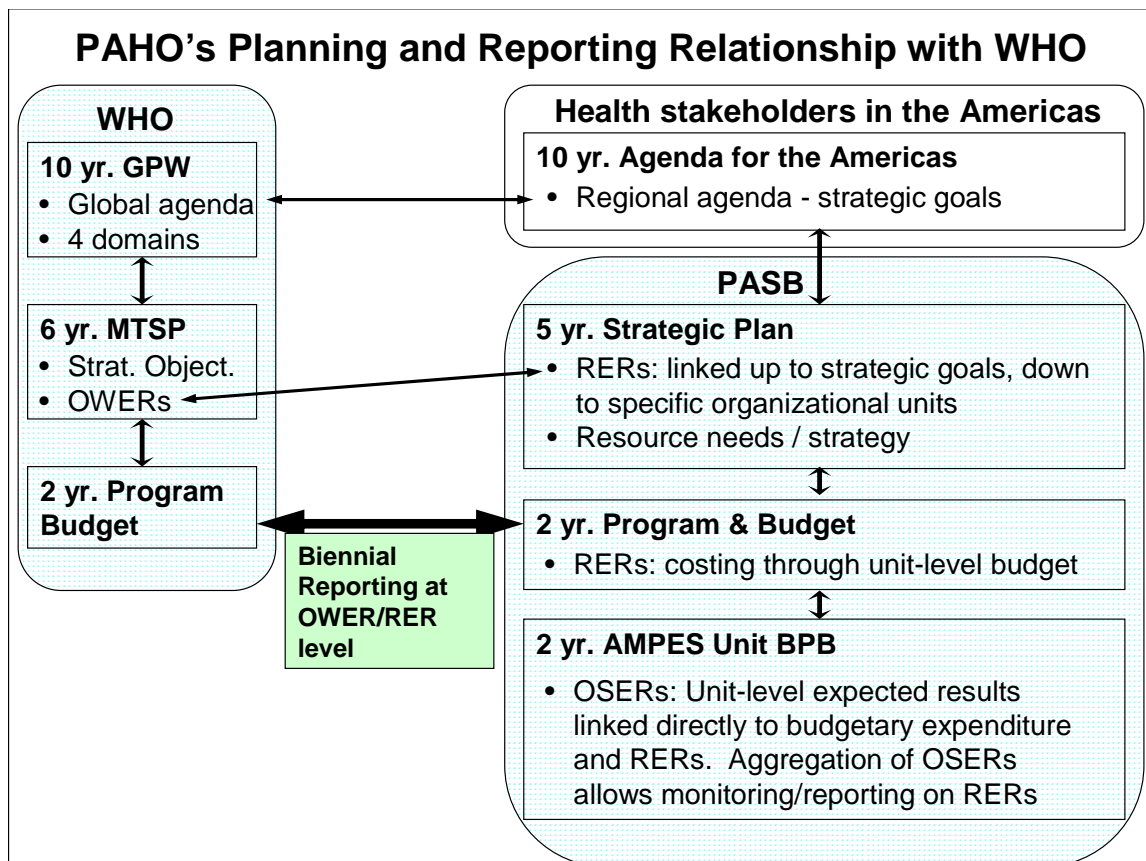 PAHO's Planning and Reporting Relationship with WHO
WHO
10 yr. GPW
• Global agenda
• 4 domains
6 yr. MTSP
• Strat. Object.
• OWERs
2 yr. Program
Budget
Biennial
Reporting at
OWER/RER
level
Health stakeholders in the Americas
10 yr. Agenda for the Americas
• Regional agenda - strategic goals
PASB
5 yr. Strategic Plan
• RERs: linked up to strategic goals, down
to specific organizational units
• Resource needs / strategy
2 yr. Program & Budget
• RERs: costing through unit-level budget
2 yr. AMPES Unit BPB
• OSERs: Unit-level expected results
linked directly to budgetary expenditure
and RERs.  Aggregation of OSERs
allows monitoring/reporting on RERs